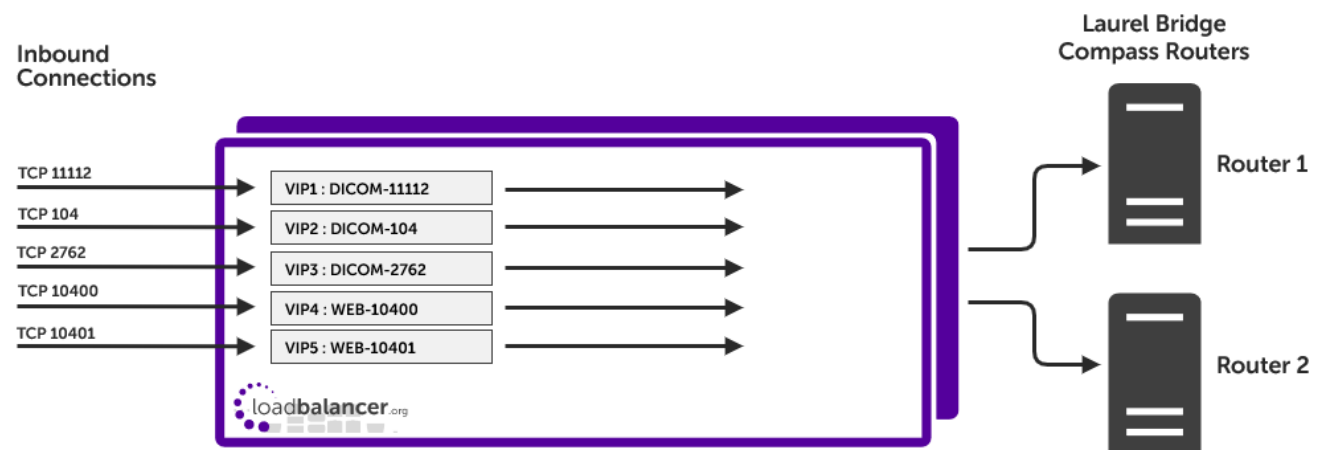 Inbound
Connections
Laurel Bridge
Compass Routers
TCP 11112
VIP1 : DICOM-11112
TCP 104
VIP2 : DICOM-104
TCP 2762
VIP3 : DICOM-2762
TCP 10400
VIP4 : WEB-10400
TCP 10401
VIP5 : WEB-10401
Router 1
Router 2
loadbalancer.org